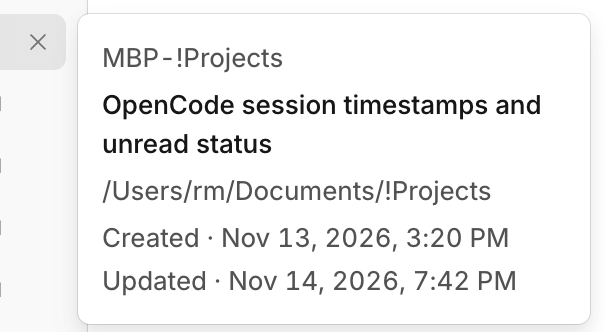 MBP-!Projects
OpenCode session timestamps and
unread status
/Users/rm/Documents/!Projects
Created · Nov 13, 2026, 3:20 PM
Updated · Nov 14, 2026, 7:42 PM